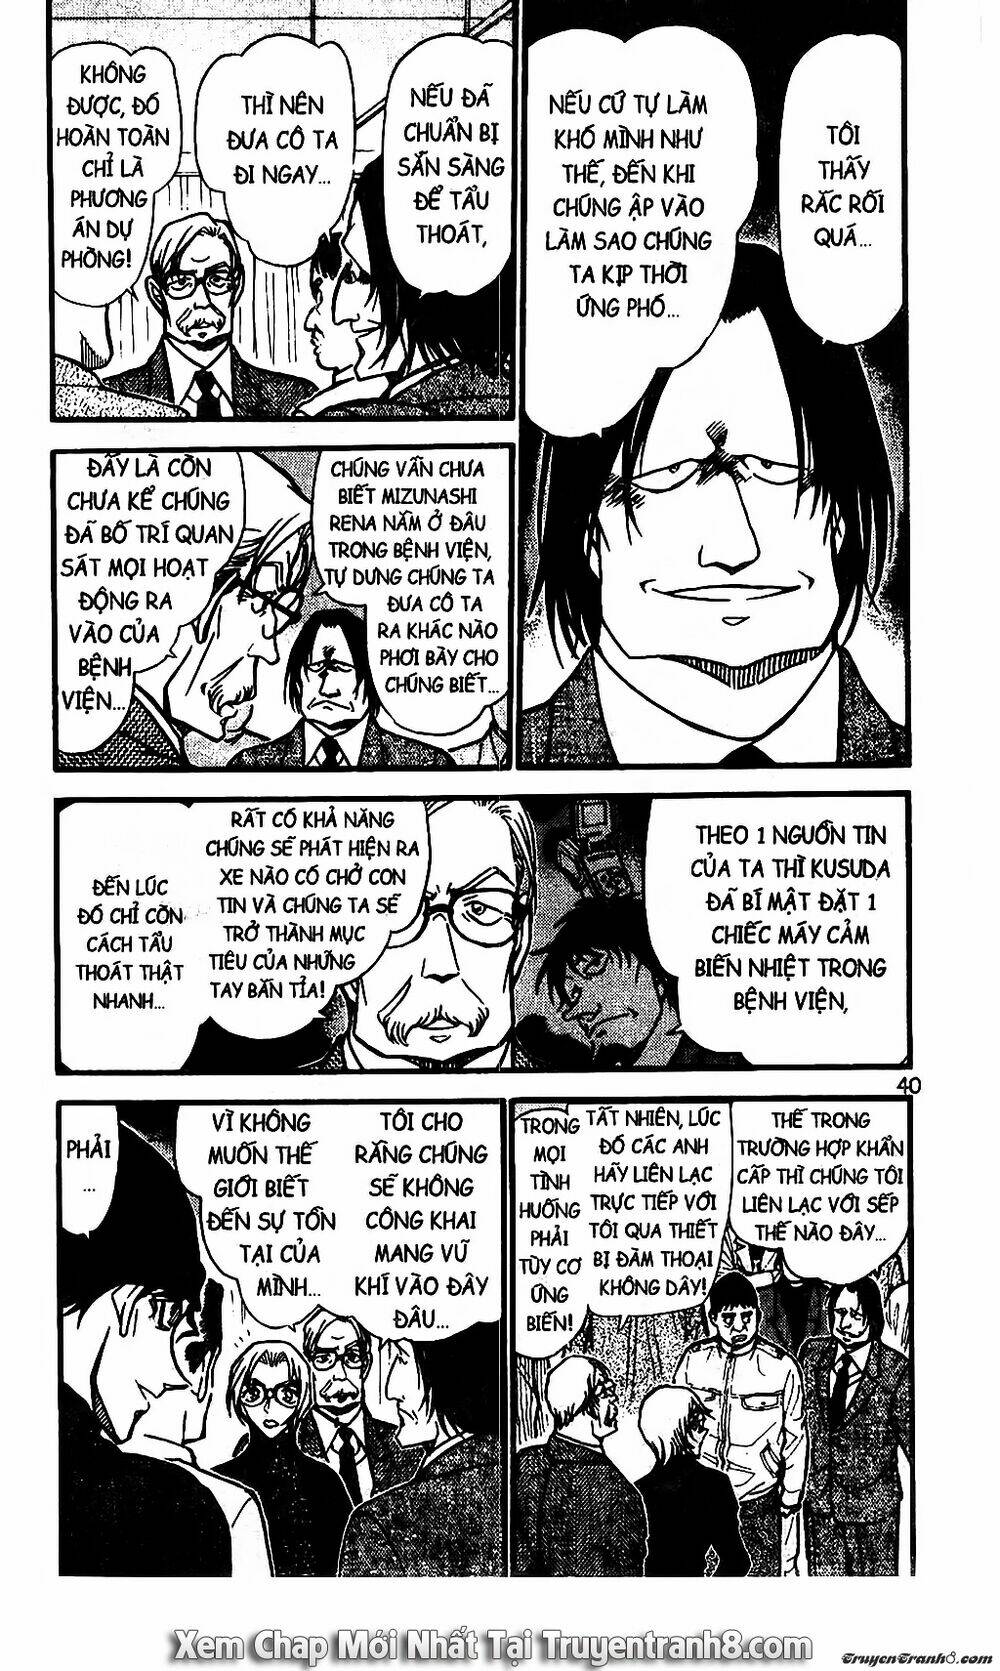 TÔI
THẤY
RẮC RỐI
QUÁ...
NẾU CỨ TỰ LÀM
KHÓ MÌNH NHƯ
THẾ, ĐẾN KHI
CHÚNG ẬP VÀO
LÀM SAO CHÚNG
TA KỊP THỜI
ỨNG PHÓ...
NẾU ĐÃ
CHUẨN BỊ
SẴN SÀNG
ĐỂ TẨU
THOÁT,
THÌ NÊN
ĐƯA CÔ TA
ĐI NGAY...
KHÔNG
ĐƯỢC, ĐÓ
HOÀN TOÀN
CHỈ LÀ
PHƯƠNG
ÁN DỰ
PHÒNG!
CHÚNG VẪN CHƯA
BIẾT MIZUNASHI
RENA NẰM Ở ĐÂU
TRONG BỆNH VIỆN,
TỰ DƯNG CHÚNG TA
ĐƯA CÔ TA
RA KHÁC NÀO
PHƠI BÀY CHO
CHÚNG BIẾT...
ĐẤY LÀ CÒN
CHƯA KỂ CHÚNG
ĐÃ BỐ TRÍ QUAN
SÁT MỌI HOẠT
ĐỘNG RA
VÀO CỦA
BỆNH
VIỆN...
THEO 1 NGUỒN TIN
CỦA TA THÌ KUSUDA
ĐÃ BÍ MẬT ĐẶT 1
CHIẾC MÁY CẢM
BIẾN NHIỆT TRONG
BỆNH VIỆN,
RẤT CÓ KHẢ NĂNG
CHÚNG SẼ PHÁT HIỆN RA
XE NÀO CÓ CHỞ CON
TIN VÀ CHÚNG TA SẼ
TRỞ THÀNH MỤC
TIÊU CỦA NHỮNG
TAY BẮN TỈA!
ĐẾN LÚC
ĐÓ CHỈ CÒN
CÁCH TẨU
THOÁT THẬT
NHANH...
40
THẾ TRONG
TRƯỜNG HỢP KHẨN
CẤP THÌ CHÚNG TÔI
LIÊN LẠC VỚI SẾP
THẾ NÀO ĐÂY...
TẤT NHIÊN, LÚC
ĐÓ CÁC ANH
HÃY LIÊN LẠC
TRỰC TIẾP VỚI
TÔI QUA THIẾT
BỊ ĐÀM THOẠI
KHÔNG DÂY!
TRONG
MỌI
TÌNH
HUỐNG
PHẢI
TÙY CƠ
ỨNG
BIẾN!
TÔI CHO
RẰNG CHÚNG
SẼ KHÔNG
CÔNG KHAI
MANG VŨ
KHÍ VÀO ĐÂY
ĐÂU...
VÌ KHÔNG
MUỐN THẾ
GIỚI BIẾT
ĐẾN SỰ TỒN
TẠI CỦA
MÌNH...
PHẢI
...
Xem Chap Mới Nhất Tại Truyentranh8.com
TruyenTranh8.com